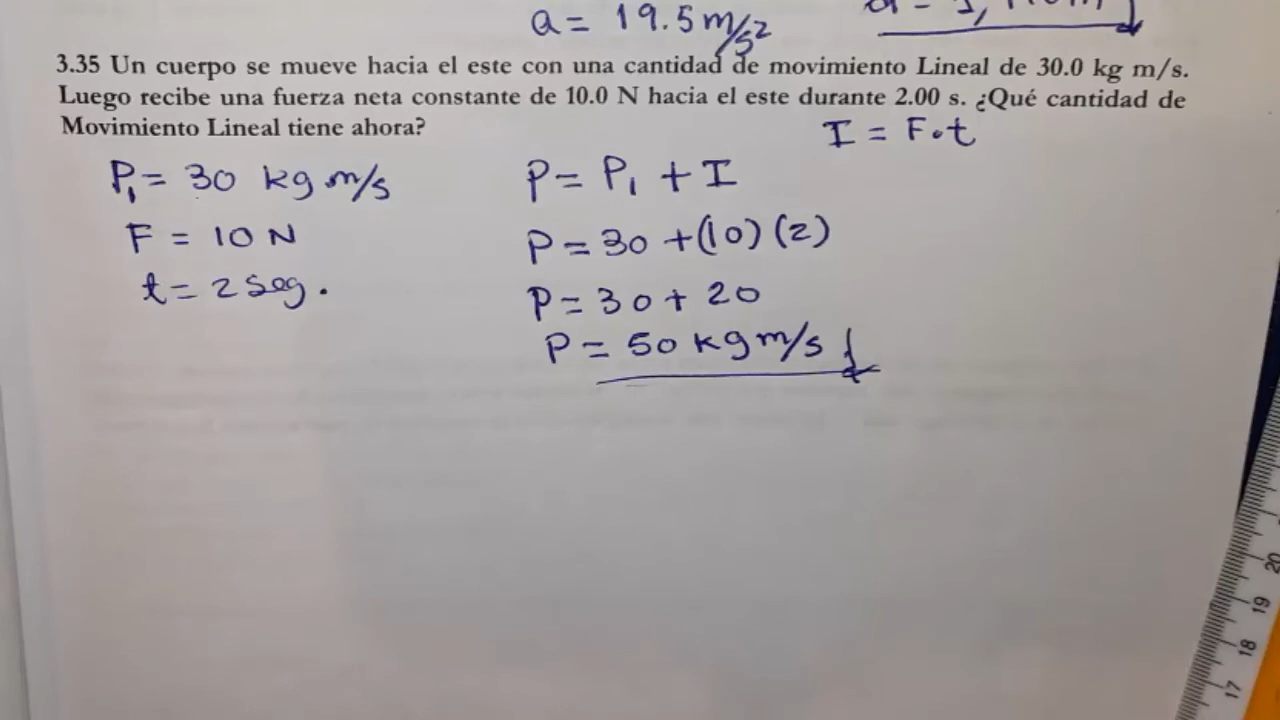 a = 19.5 m/s²
3.35 Un cuerpo se mueve hacia el este con una cantidad de movimiento Lineal de 30.0 kg m/s.
Luego recibe una fuerza neta constante de 10.0 N hacia el este durante 2.00 s. ¿Qué cantidad de
Movimiento Lineal tiene ahora?
I = F·t
P₁ = 30 kg m/s
F = 10 N
t = 2 Seg.
P = P₁ + I
P = 30 + (10) (2)
P = 30 + 20
P = 50 kg m/s
20
19
18
17